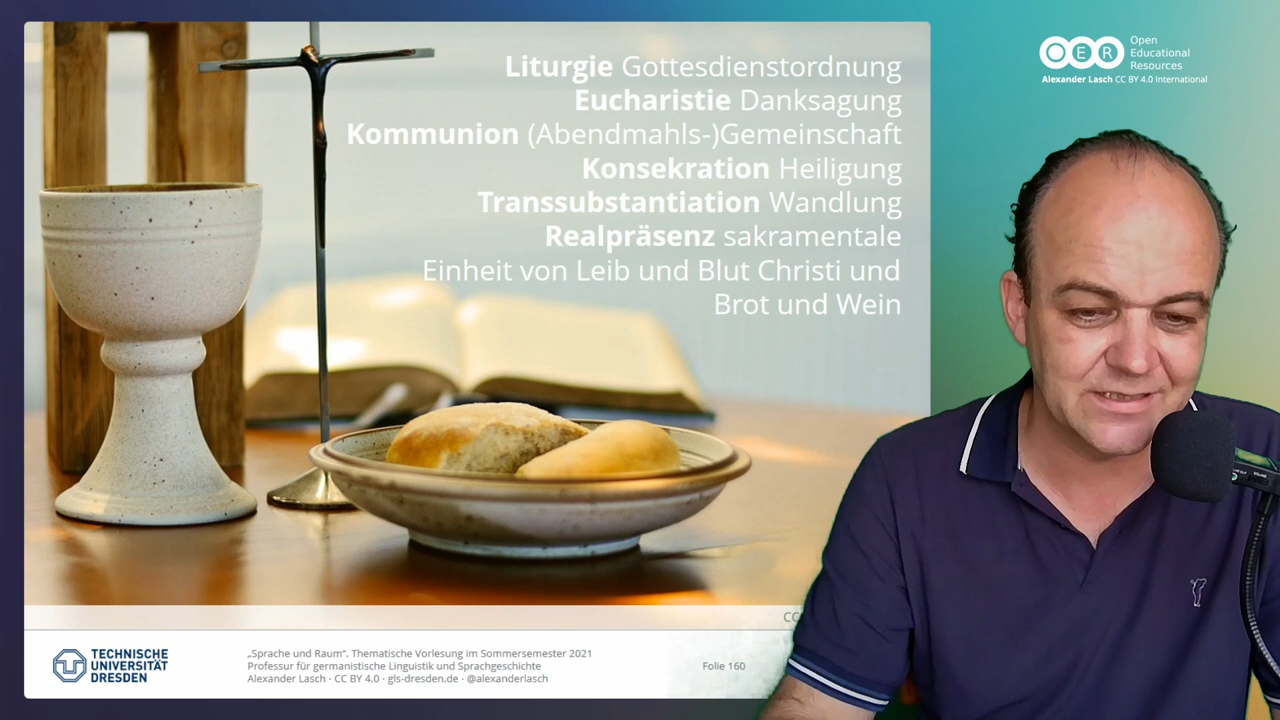 Liturgie Gottesdienstordnung
Eucharistie Danksagung
Kommunion (Abendmahls-)Gemeinschaft
Konsekration Heiligung
Transsubstantiation Wandlung
Realpräsenz sakramentale
Einheit von Leib und Blut Christi und
Brot und Wein
OER
Open
Educational
Resources
Alexander Lasch CC BY 4.0 International
TECHNISCHE
UNIVERSITÄT
DRESDEN
„Sprache und Raum“. Thematische Vorlesung im Sommersemester 2021
Professur für germanistische Linguistik und Sprachgeschichte
Alexander Lasch · CC BY 4.0 · gls-dresden.de · @alexanderlasch
Folie 160